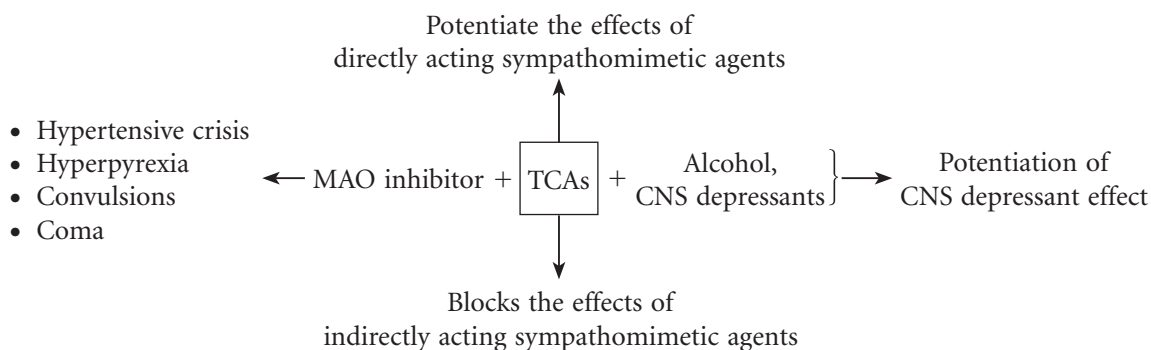 Potentiate the effects of
directly acting sympathomimetic agents
• Hypertensive crisis
• Hyperpyrexia
• Convulsions
• Coma
MAO inhibitor + TCAs + Alcohol,
CNS depressants
Potentiation of
CNS depressant effect
Blocks the effects of
indirectly acting sympathomimetic agents